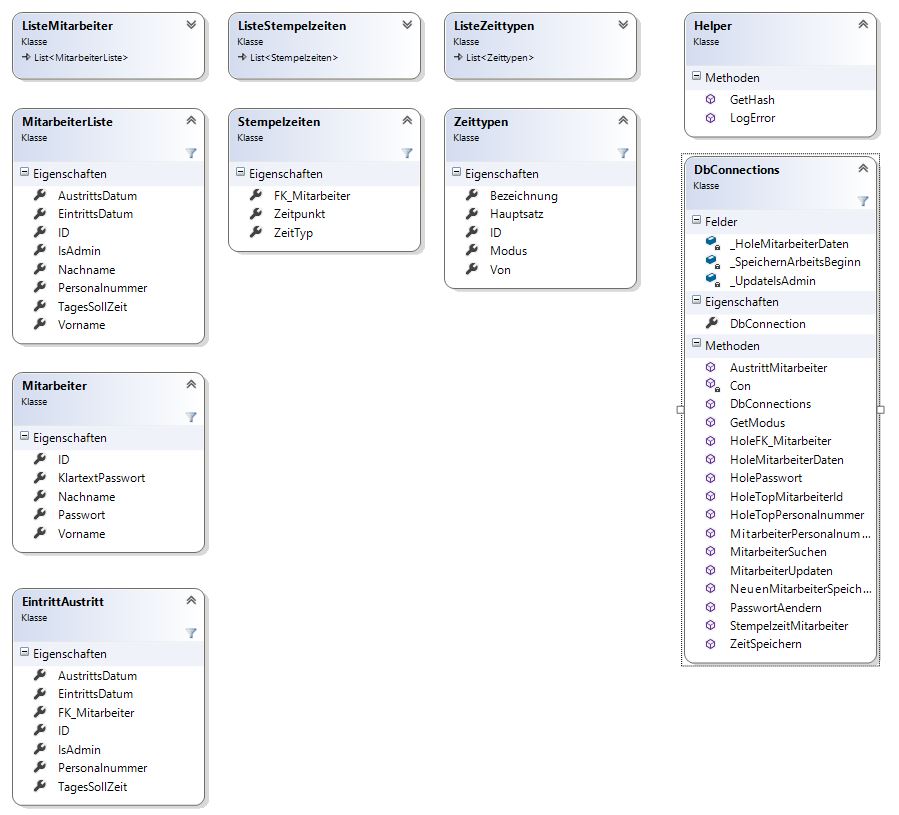 ListeMitarbeiter
Klasse
List<MitarbeiterListe>
ListeStempelzeiten
Klasse
List<Stempelzeiten>
ListeZeittypen
Klasse
List<Zeittypen>
Helper
Klasse
Methoden
GetHash
LogError
MitarbeiterListe
Klasse
Eigenschaften
AustrittsDatum
EintrittsDatum
ID
IsAdmin
Nachname
Personalnummer
TagesSollZeit
Vorname
Stempelzeiten
Klasse
Eigenschaften
FK_Mitarbeiter
Zeitpunkt
ZeitTyp
Zeittypen
Klasse
Eigenschaften
Bezeichnung
Hauptsatz
ID
Modus
Von
DbConnections
Klasse
Felder
_HoleMitarbeiterDaten
_SpeichernArbeitsBeginn
_UpdateIsAdmin
Eigenschaften
DbConnection
Methoden
AustrittMitarbeiter
Con
DbConnections
GetModus
HoleFK_Mitarbeiter
HoleMitarbeiterDaten
HolePasswort
HoleTopMitarbeiterId
HoleTopPersonalnummer
MitarbeiterPersonalnum...
MitarbeiterSuchen
MitarbeiterUpdaten
NeuenMitarbeiterSpeich...
PasswortAendern
StempelzeitMitarbeiter
ZeitSpeichern
Mitarbeiter
Klasse
Eigenschaften
ID
KlartextPasswort
Nachname
Passwort
Vorname
EintrittAustritt
Klasse
Eigenschaften
AustrittsDatum
EintrittsDatum
FK_Mitarbeiter
ID
IsAdmin
Personalnummer
TagesSollZeit